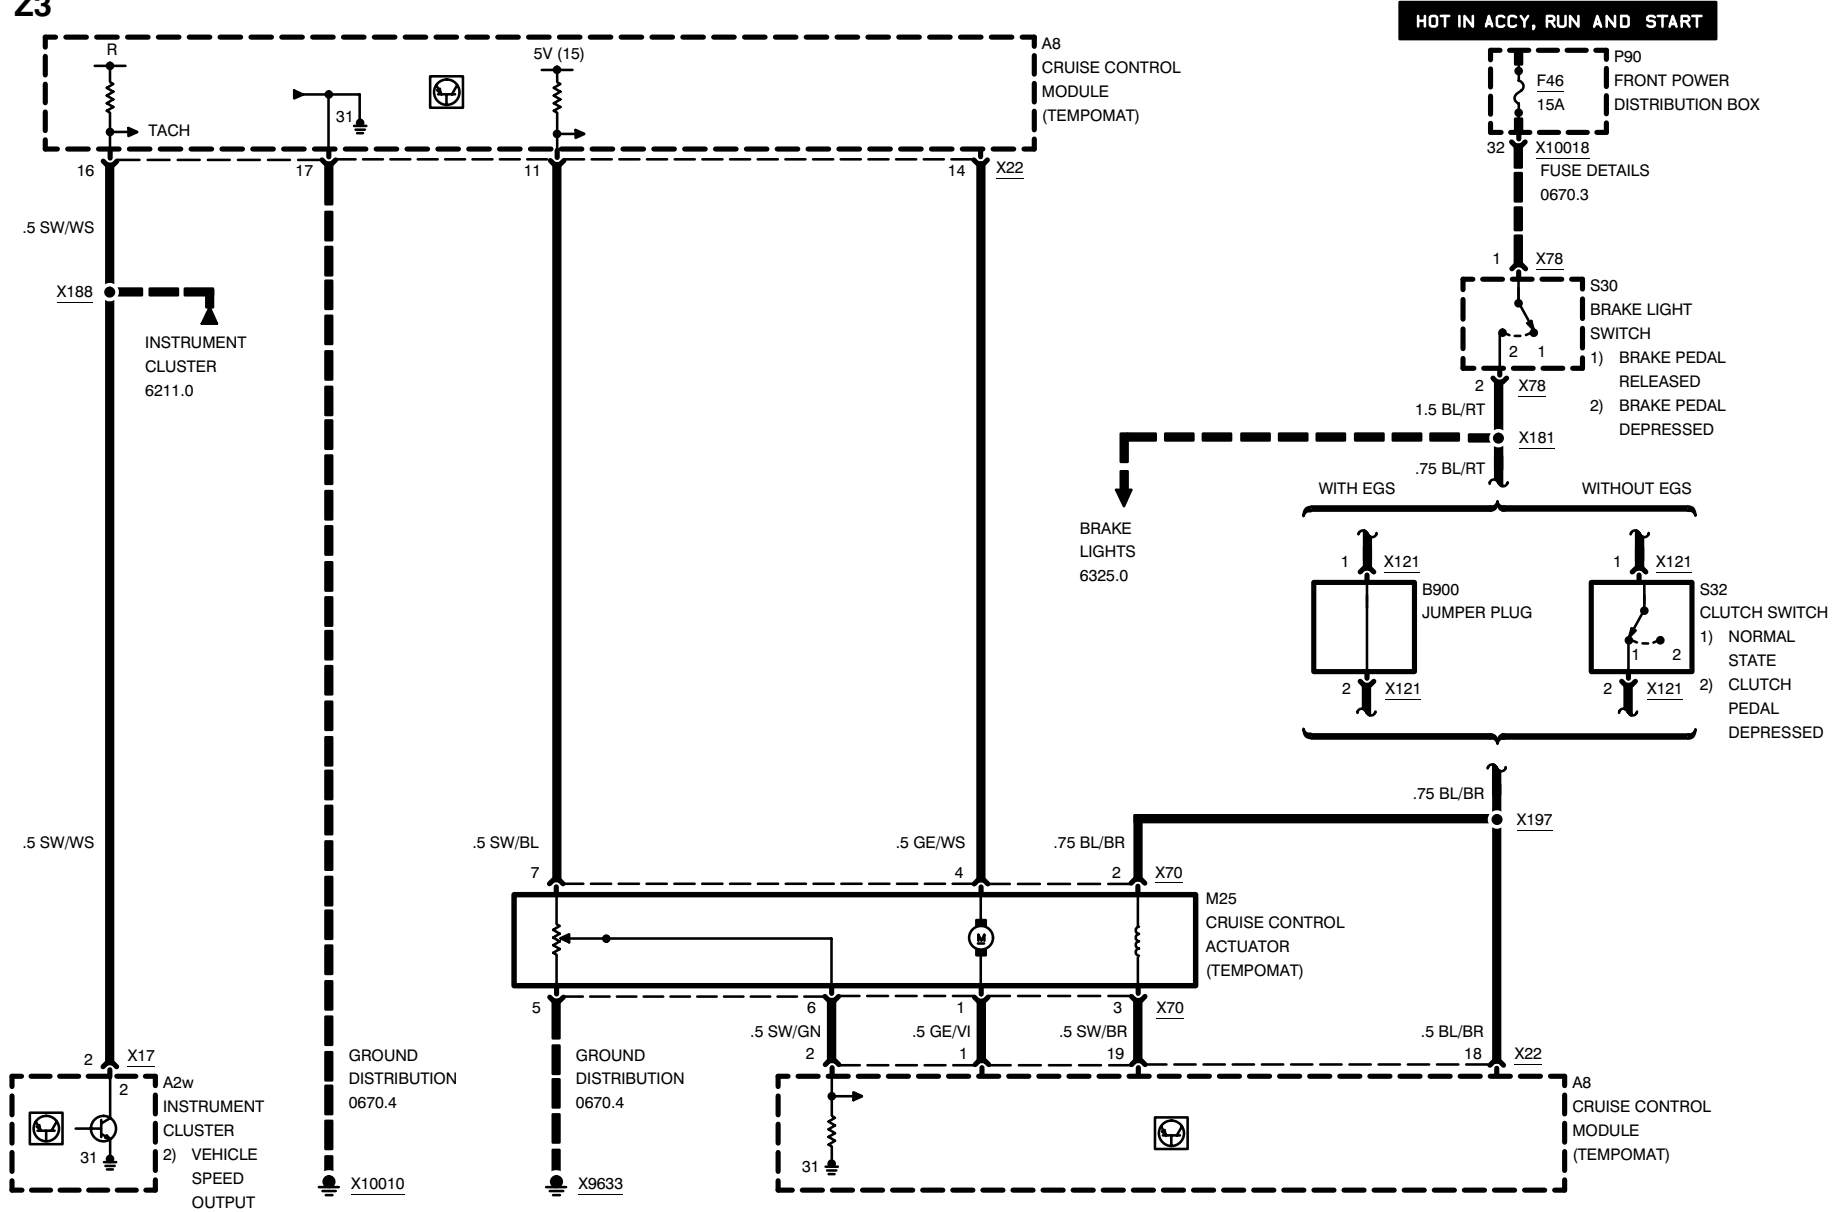 Z3
HOT IN ACCY, RUN AND START
R
5V (15)
31
TACH
A8
CRUISE CONTROL
MODULE
(TEMPOMAT)
F46
15A
P90
FRONT POWER
DISTRIBUTION BOX
16
17
11
14
X22
32
X10018
FUSE DETAILS
0670.3
.5 SW/WS
X188
INSTRUMENT
CLUSTER
6211.0
1
X78
S30
BRAKE LIGHT
SWITCH
1) BRAKE PEDAL
RELEASED
2) BRAKE PEDAL
DEPRESSED
2 1
2
X78
1.5 BL/RT
X181
.75 BL/RT
BRAKE
LIGHTS
6325.0
WITH EGS
WITHOUT EGS
1
X121
B900
JUMPER PLUG
2
X121
1
X121
S32
CLUTCH SWITCH
1) NORMAL
STATE
2) CLUTCH
PEDAL
DEPRESSED
1 2
2
X121
.75 BL/BR
X197
.5 SW/WS
.5 SW/BL
.5 GE/WS
.75 BL/BR
7
4
2
X70
M25
CRUISE CONTROL
ACTUATOR
(TEMPOMAT)
M
5
6
1
3
X70
.5 SW/GN
.5 GE/VI
.5 SW/BR
.5 BL/BR
2
1
19
18
X22
2
X17
2
31
A2w
INSTRUMENT
CLUSTER
2) VEHICLE
SPEED
OUTPUT
GROUND
DISTRIBUTION
0670.4
X10010
GROUND
DISTRIBUTION
0670.4
X9633
31
A8
CRUISE CONTROL
MODULE
(TEMPOMAT)